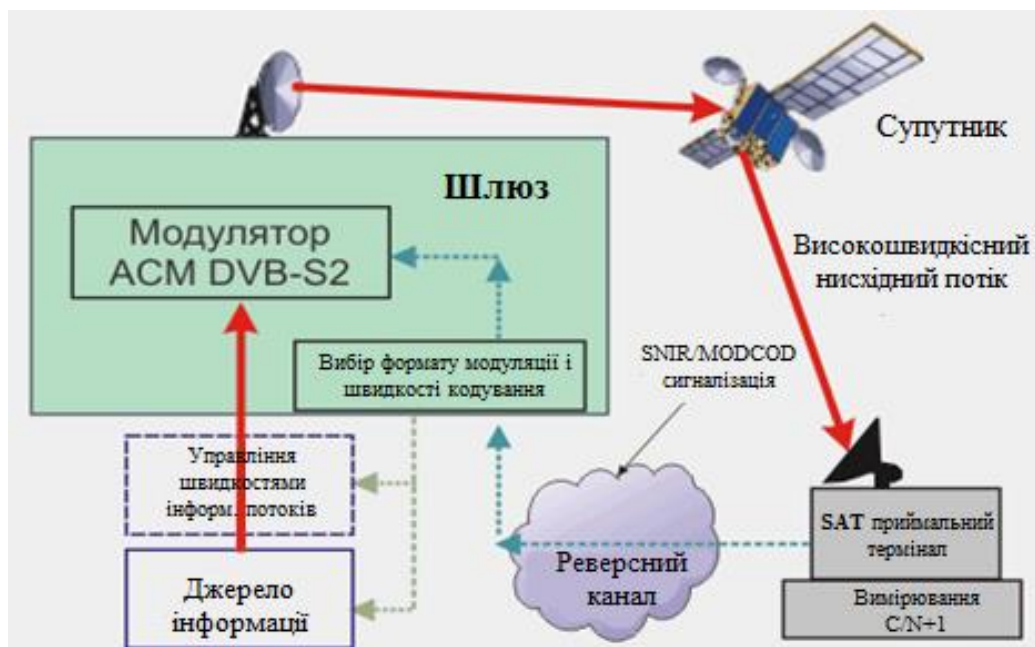 Супутник
Шлюз
Модулятор
ACM DVB-S2
Високошвидкісний
нисхідний потік
SNIR/MODCOD
сигналізація
Вибір формату модуляції і
швидкості кодування
Управління
швидкостями
інформ. потоків
SAT приймальний
термінал
Реверсний
канал
Джерело
інформації
Вимірювання
C/N+1